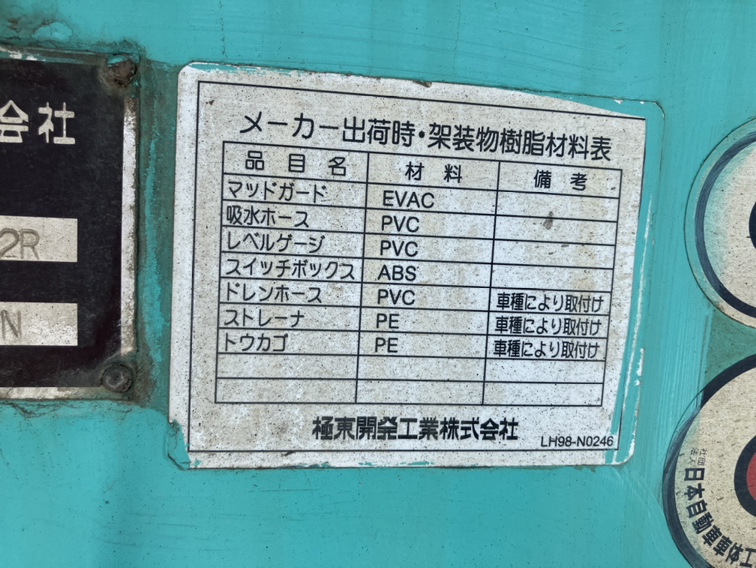 会社
2R
N
メーカー出荷時・架装物樹脂材料表
品目名 材料 備考
マッドガード EVAC
吸水ホース PVC
レベルゲージ PVC
スイッチボックス ABS
ドレンホース PVC 車種により取付け
ストレーナ PE 車種により取付け
トウカゴ PE 車種により取付け
極東開発工業株式会社
LH98-N0246
日本自動車車体工